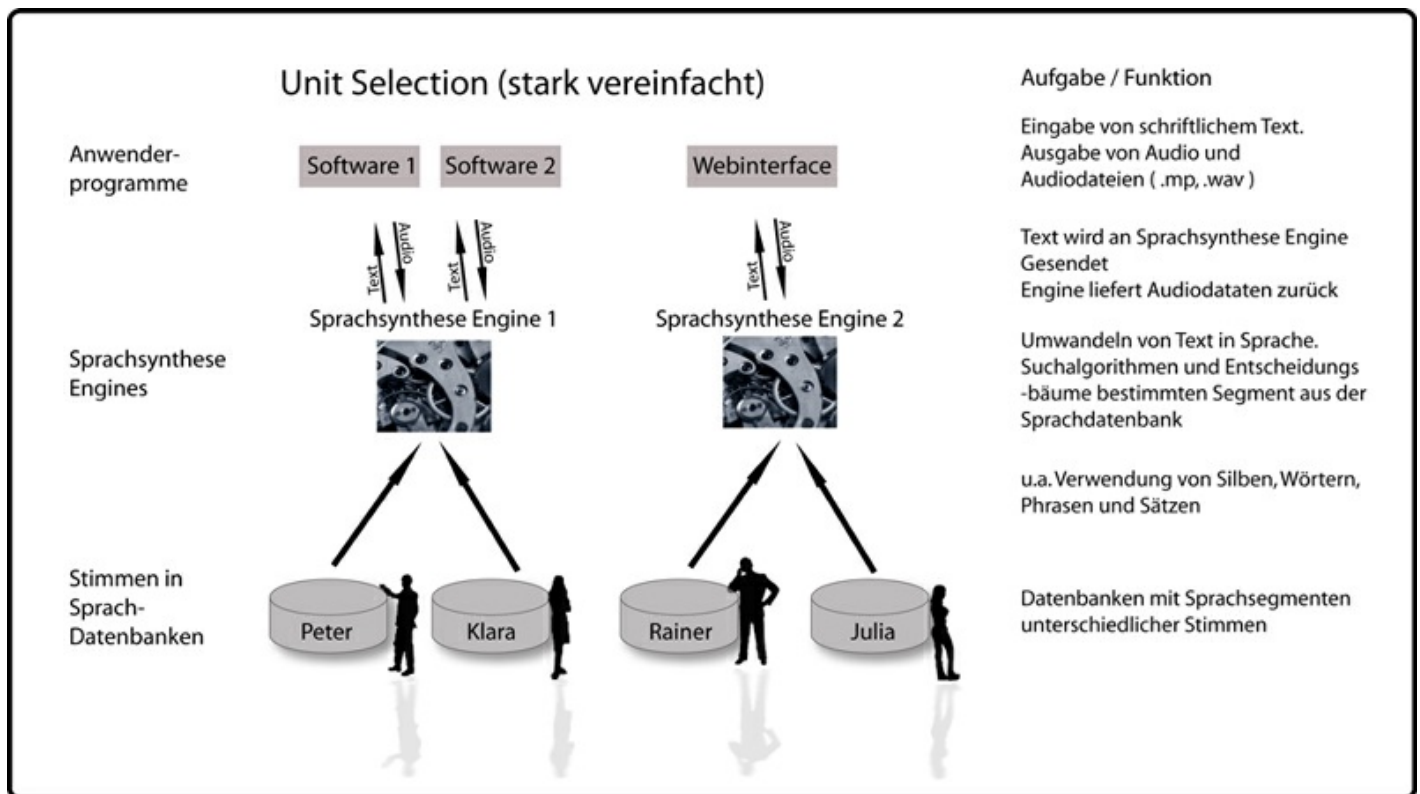 Unit Selection (stark vereinfacht)
Aufgabe / Funktion
Anwender-
programme
Software 1
Software 2
Webinterface
Eingabe von schriftlichem Text.
Ausgabe von Audio und
Audiodateien ( .mp, .wav )
Text
Audio
Text
Audio
Text
Audio
Text wird an Sprachsynthese Engine
Gesendet
Engine liefert Audiodataten zurück
Sprachsynthese Engine 1
Sprachsynthese Engine 2
Sprachsynthese
Engines
Umwandeln von Text in Sprache.
Suchalgorithmen und Entscheidungs
-bäume bestimmten Segment aus der
Sprachdatenbank
u.a. Verwendung von Silben, Wörtern,
Phrasen und Sätzen
Stimmen in
Sprach-
Datenbanken
Peter
Klara
Rainer
Julia
Datenbanken mit Sprachsegmenten
unterschiedlicher Stimmen